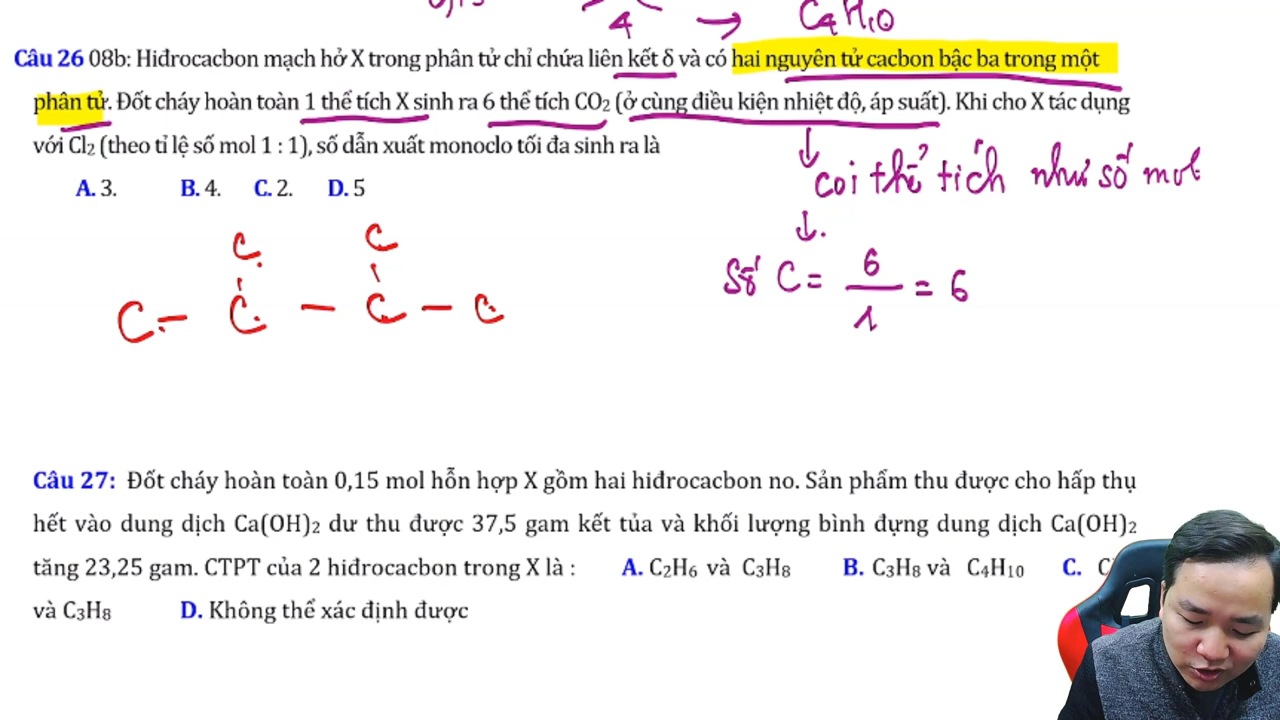 4 → C₄H₁₀
Câu 26 08b: Hiđrocacbon mạch hở X trong phân tử chỉ chứa liên kết δ và có hai nguyên tử cacbon bậc ba trong một
phân tử. Đốt cháy hoàn toàn 1 thể tích X sinh ra 6 thể tích CO₂ (ở cùng điều kiện nhiệt độ, áp suất). Khi cho X tác dụng
với Cl₂ (theo tỉ lệ số mol 1 : 1), số dẫn xuất monoclo tối đa sinh ra là
↓ coi thể tích như số mol
A. 3. B. 4. C. 2. D. 5
↓.
C C
Số C = 6/1 = 6
C - C - C - C
Câu 27: Đốt cháy hoàn toàn 0,15 mol hỗn hợp X gồm hai hiđrocacbon no. Sản phẩm thu được cho hấp thụ
hết vào dung dịch Ca(OH)₂ dư thu được 37,5 gam kết tủa và khối lượng bình đựng dung dịch Ca(OH)₂
tăng 23,25 gam. CTPT của 2 hiđrocacbon trong X là : A. C₂H₆ và C₃H₈ B. C₃H₈ và C₄H₁₀ C. C
và C₃H₈ D. Không thể xác định được